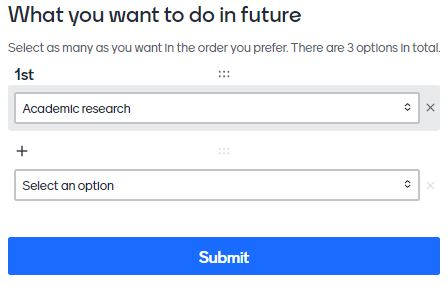 What you want to do in future
Select as many as you want in the order you prefer. There are 3 options in total.
1st
Academic research
+
Select an option
Submit